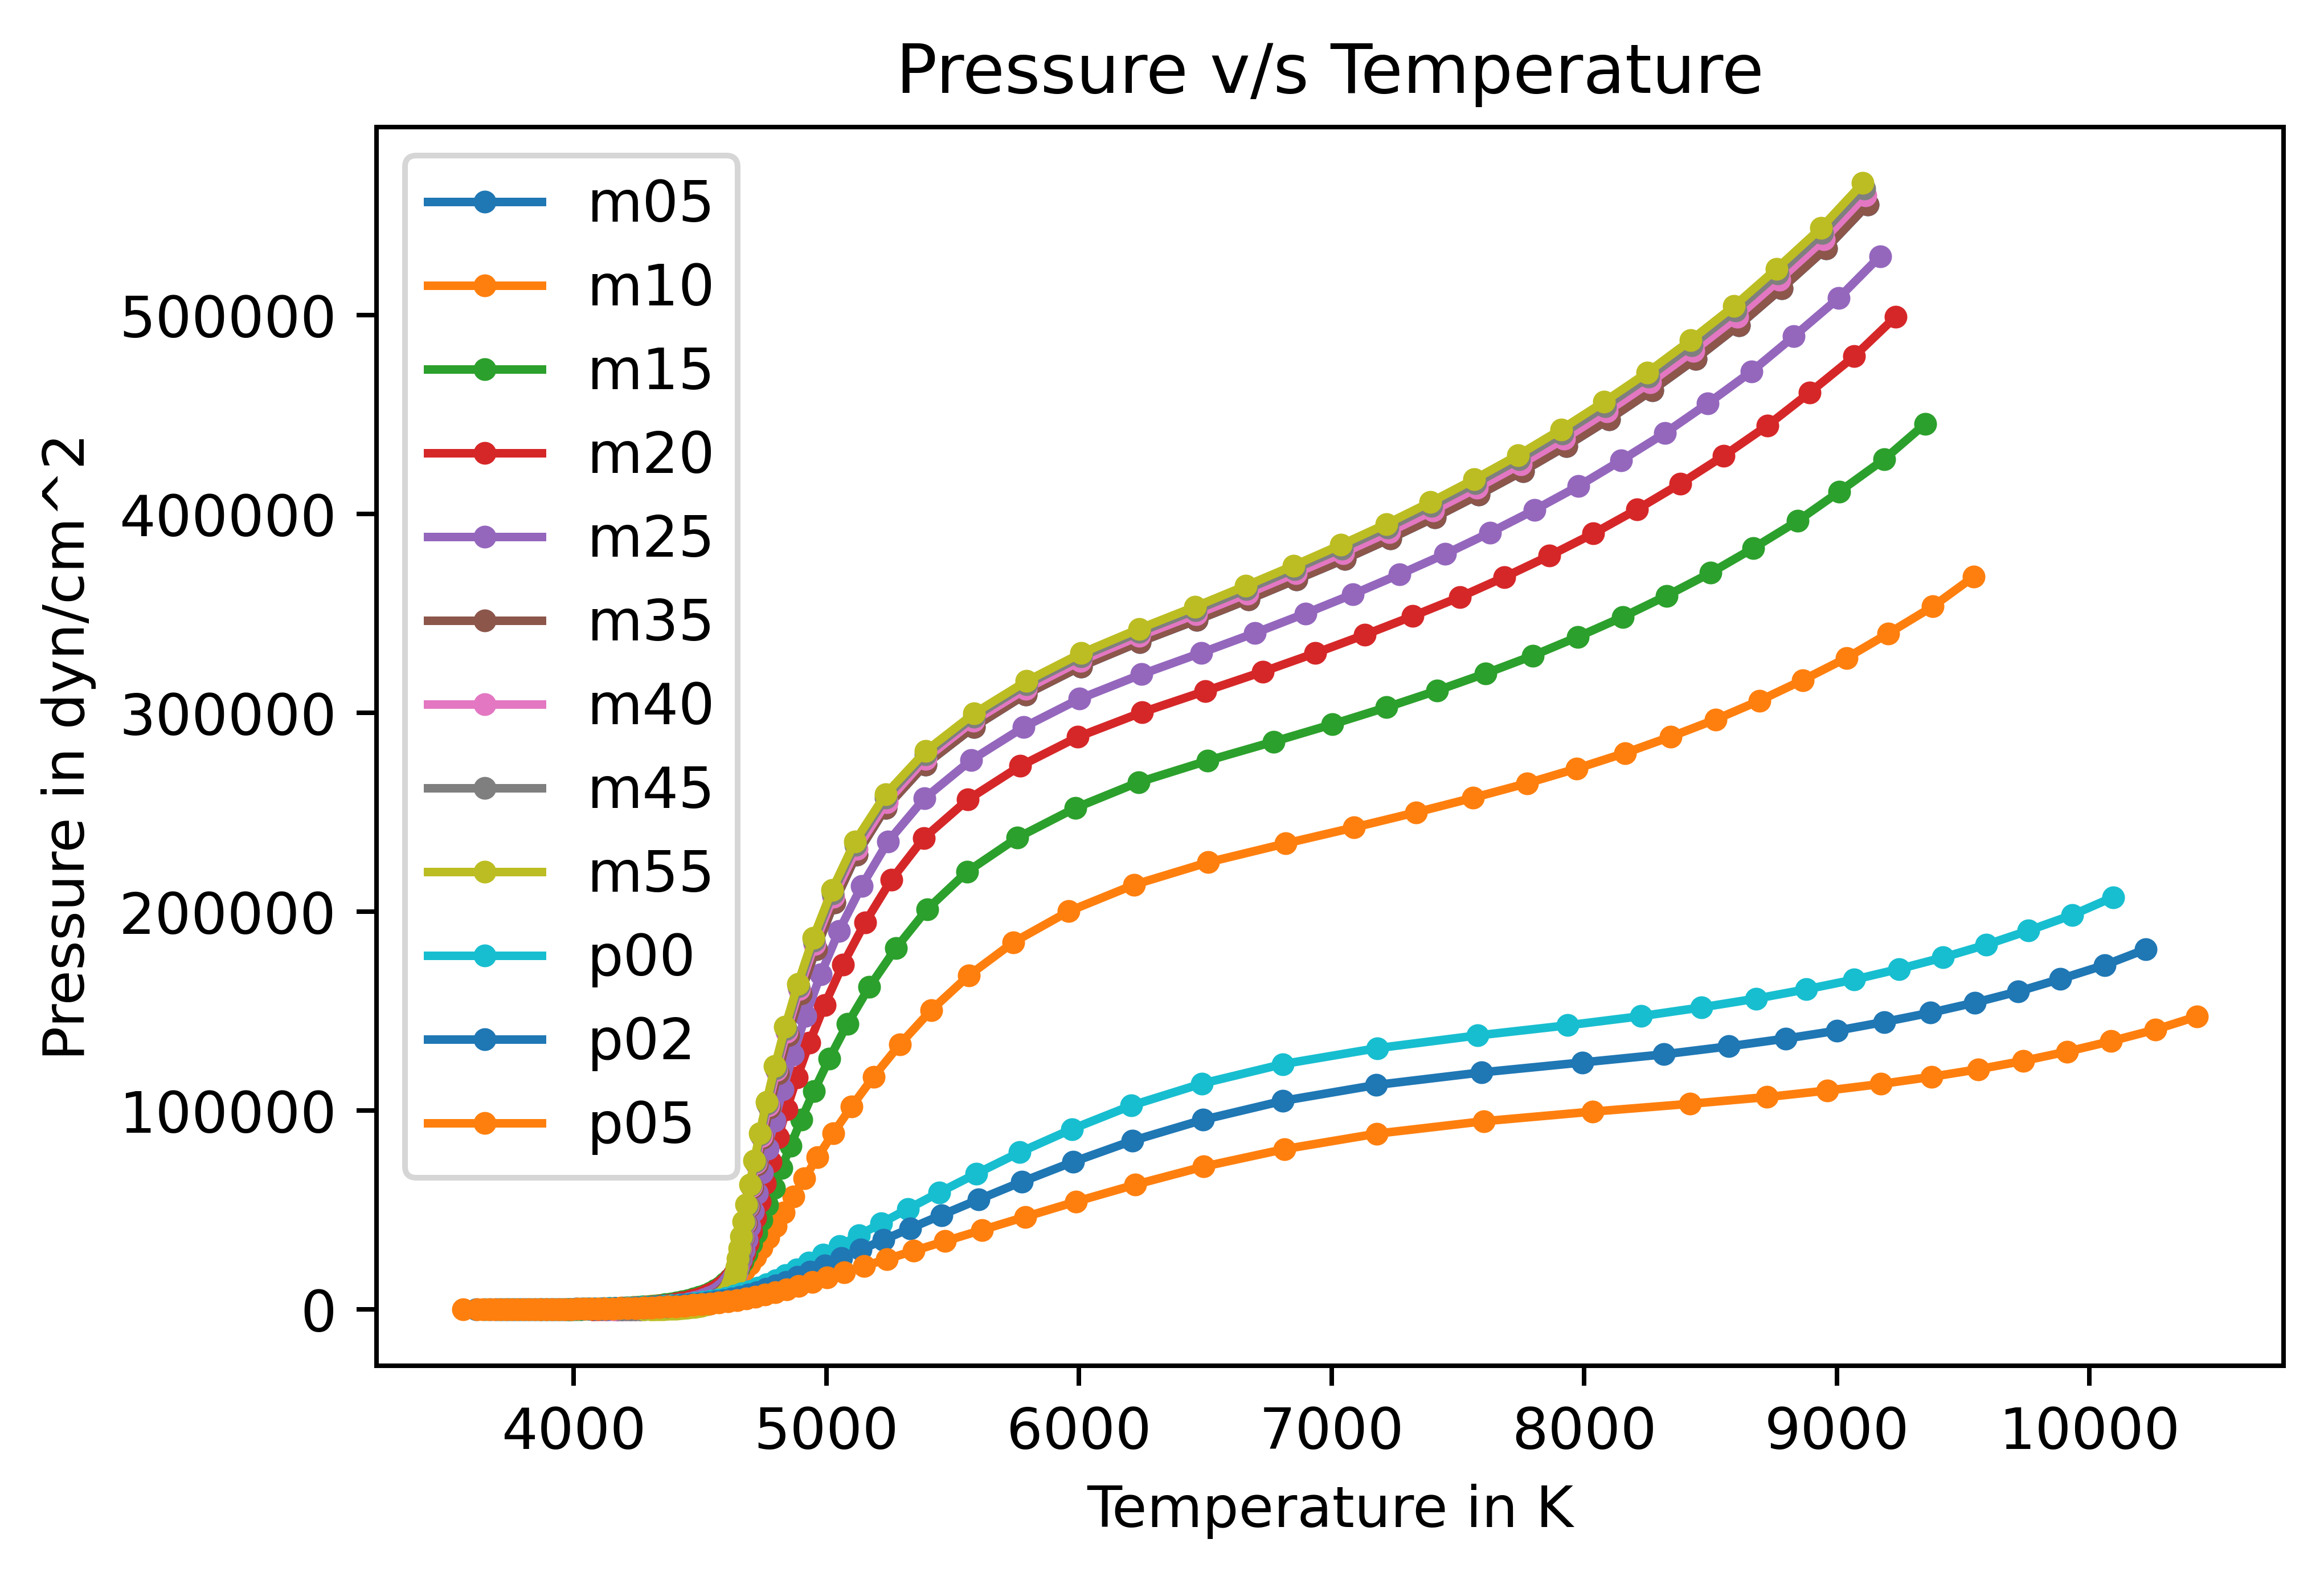 Pressure v/s Temperature
Pressure in dyn/cm^2
500000
400000
300000
200000
100000
0
m05
m10
m15
m20
m25
m35
m40
m45
m55
p00
p02
p05
4000 5000 6000 7000 8000 9000 10000
Temperature in K